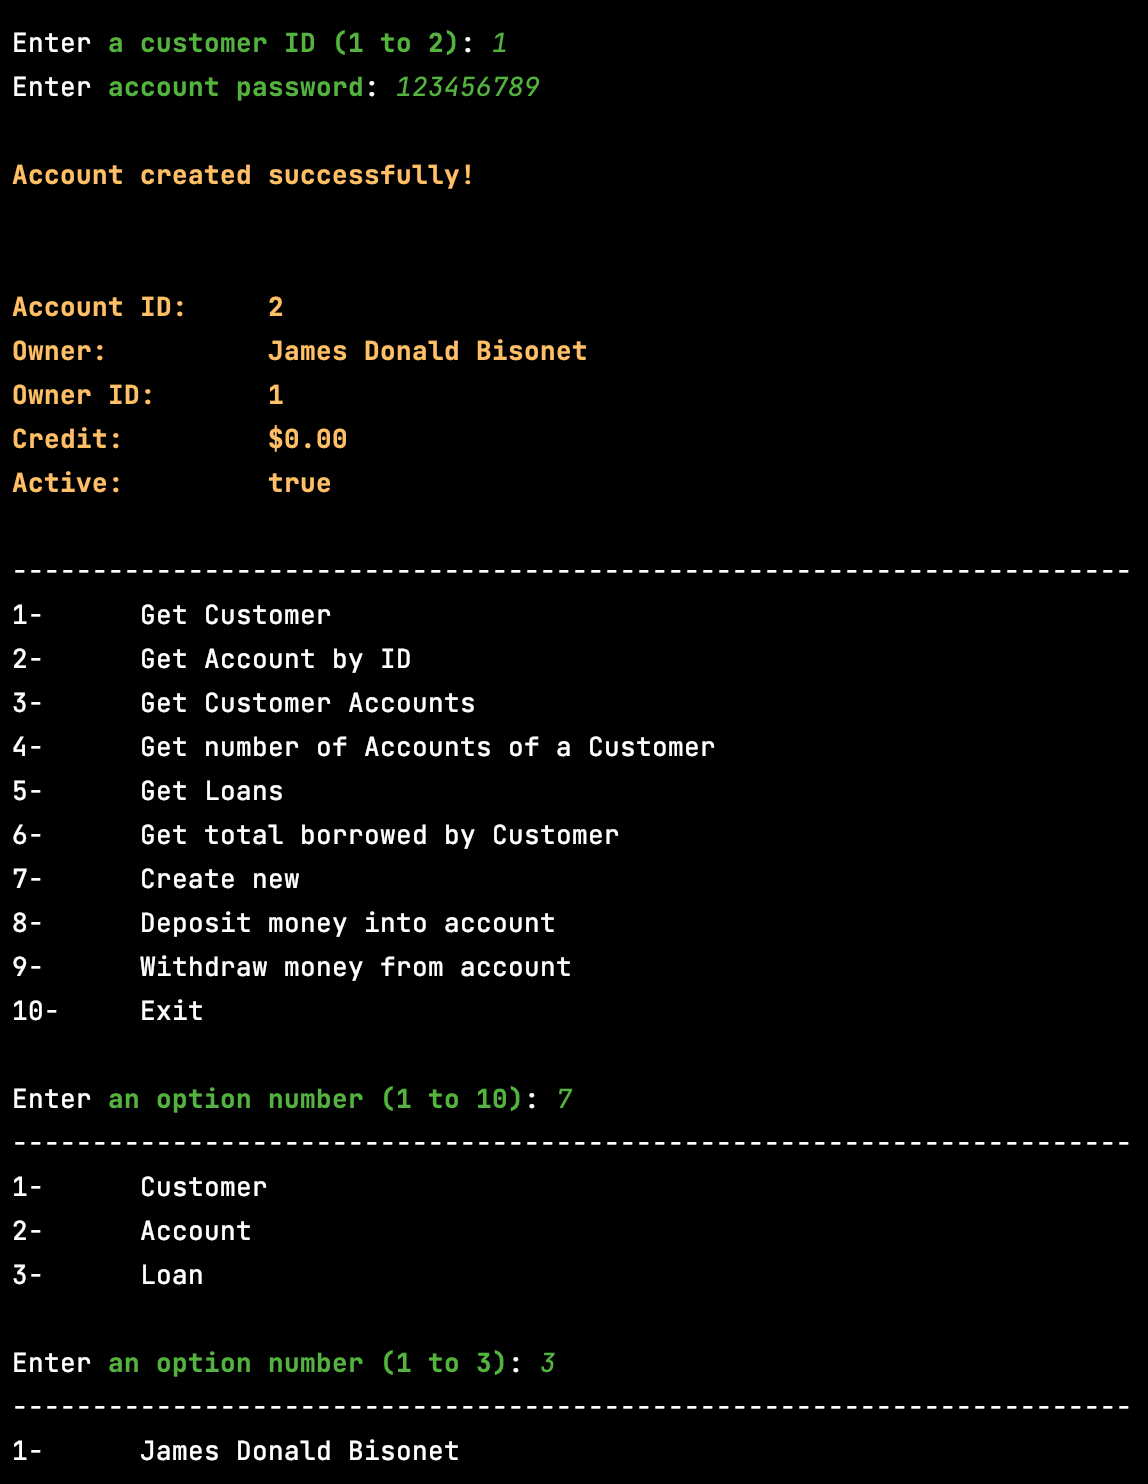 Enter a customer ID (1 to 2): 1
Enter account password: 123456789
Account created successfully!
Account ID: 2
Owner: James Donald Bisonet
Owner ID: 1
Credit: $0.00
Active: true
----------------------------------------------------------------------
1- Get Customer
2- Get Account by ID
3- Get Customer Accounts
4- Get number of Accounts of a Customer
5- Get Loans
6- Get total borrowed by Customer
7- Create new
8- Deposit money into account
9- Withdraw money from account
10- Exit
Enter an option number (1 to 10): 7
----------------------------------------------------------------------
1- Customer
2- Account
3- Loan
Enter an option number (1 to 3): 3
----------------------------------------------------------------------
1- James Donald Bisonet